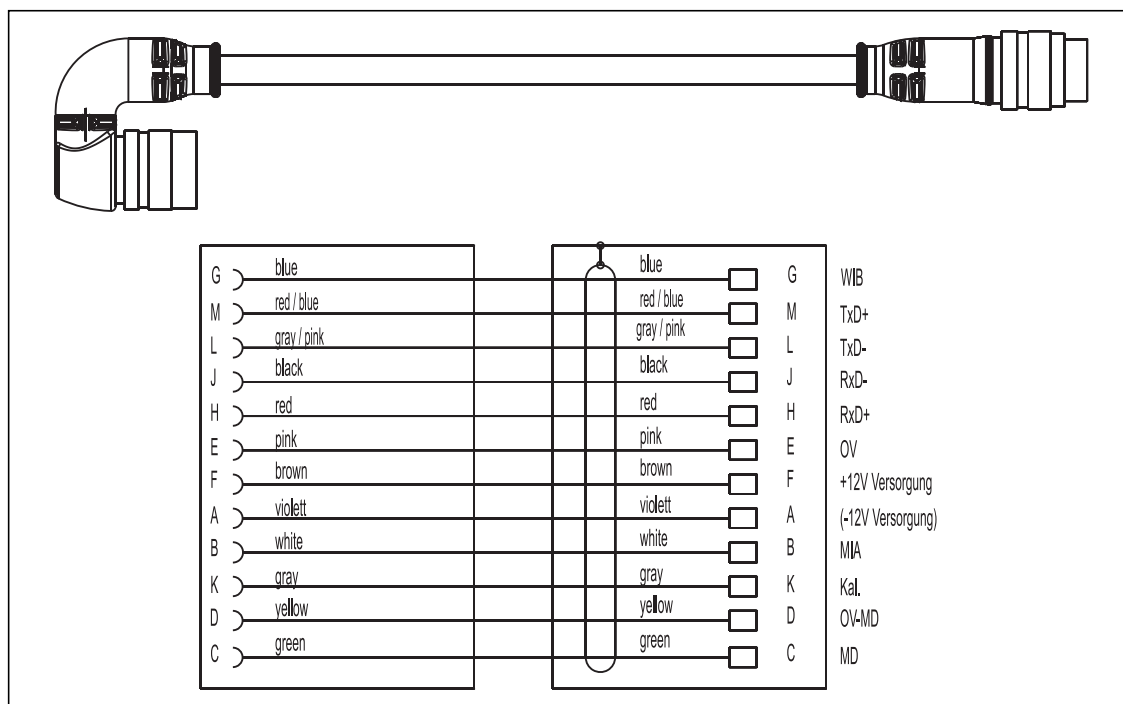 G blue blue G WIB
M red / blue red / blue M TxD+
L gray / pink gray / pink L TxD-
J black black J RxD-
H red red H RxD+
E pink pink E OV
F brown brown F +12V Versorgung
A violett violett A (-12V Versorgung)
B white white B MIA
K gray gray K Kal.
D yellow yellow D OV-MD
C green green C MD